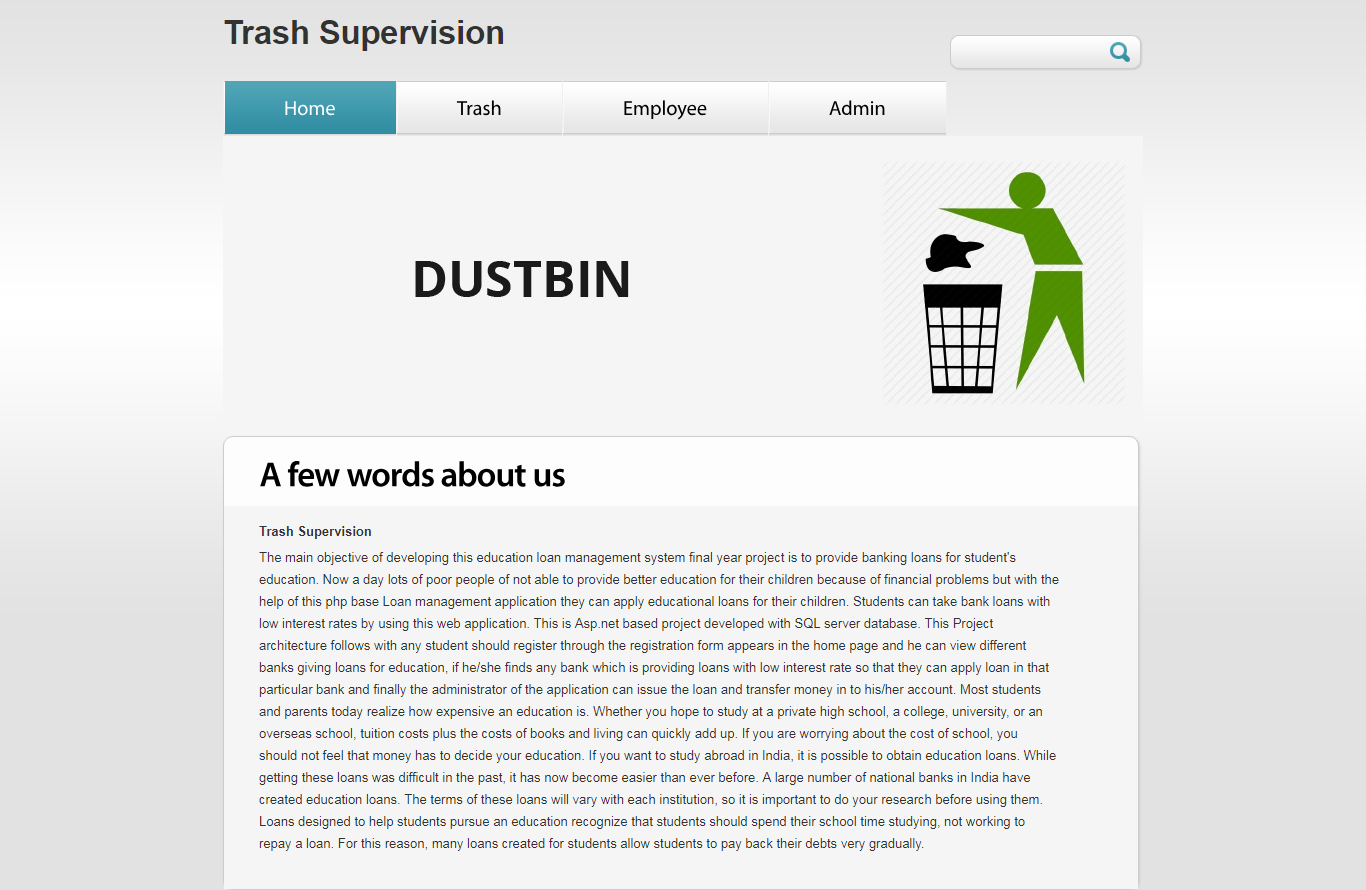 Trash Supervision
Home
Trash
Employee
Admin
DUSTBIN
A few words about us
Trash Supervision
The main objective of developing this education loan management system final year project is to provide banking loans for student's
education. Now a day lots of poor people of not able to provide better education for their children because of financial problems but with the
help of this php base Loan management application they can apply educational loans for their children. Students can take bank loans with
low interest rates by using this web application. This is Asp.net based project developed with SQL server database. This Project
architecture follows with any student should register through the registration form appears in the home page and he can view different
banks giving loans for education, if he/she finds any bank which is providing loans with low interest rate so that they can apply loan in that
particular bank and finally the administrator of the application can issue the loan and transfer money in to his/her account. Most students
and parents today realize how expensive an education is. Whether you hope to study at a private high school, a college, university, or an
overseas school, tuition costs plus the costs of books and living can quickly add up. If you are worrying about the cost of school, you
should not feel that money has to decide your education. If you want to study abroad in India, it is possible to obtain education loans. While
getting these loans was difficult in the past, it has now become easier than ever before. A large number of national banks in India have
created education loans. The terms of these loans will vary with each institution, so it is important to do your research before using them.
Loans designed to help students pursue an education recognize that students should spend their school time studying, not working to
repay a loan. For this reason, many loans created for students allow students to pay back their debts very gradually.